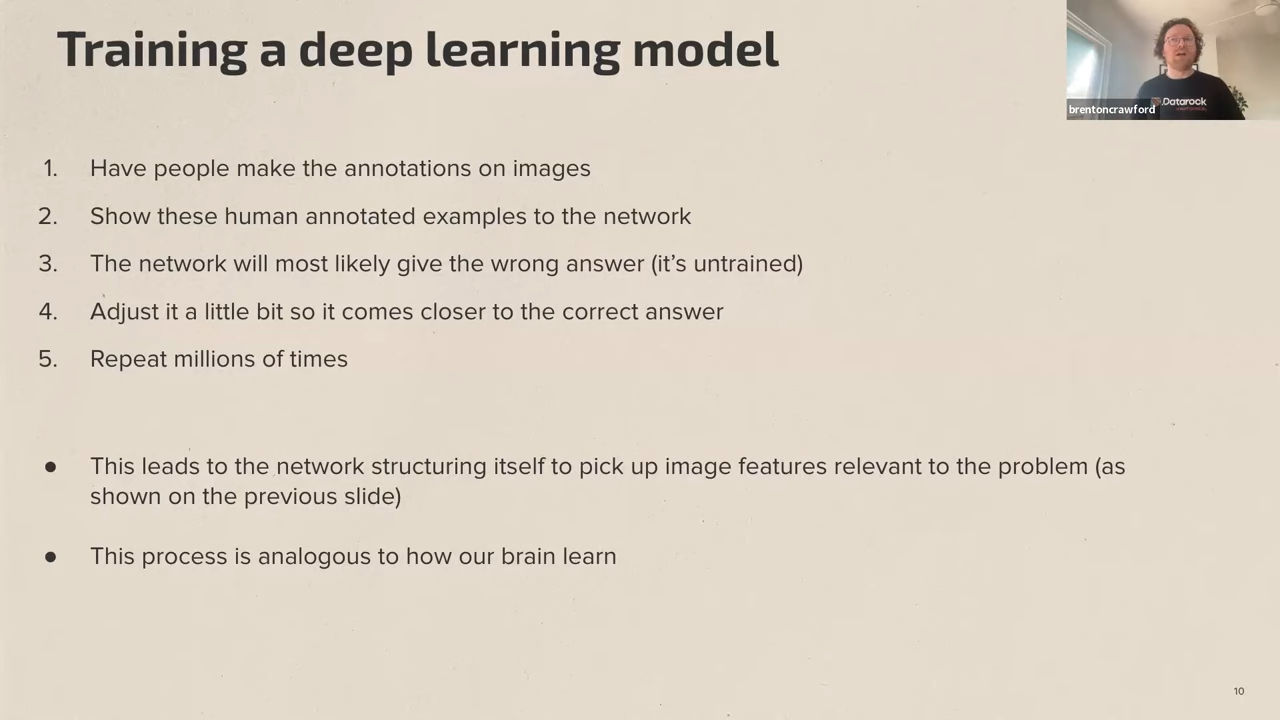 Training a deep learning model
brentoncrawford
Datarock
1. Have people make the annotations on images
2. Show these human annotated examples to the network
3. The network will most likely give the wrong answer (it’s untrained)
4. Adjust it a little bit so it comes closer to the correct answer
5. Repeat millions of times
● This leads to the network structuring itself to pick up image features relevant to the problem (as
shown on the previous slide)
● This process is analogous to how our brain learn
10